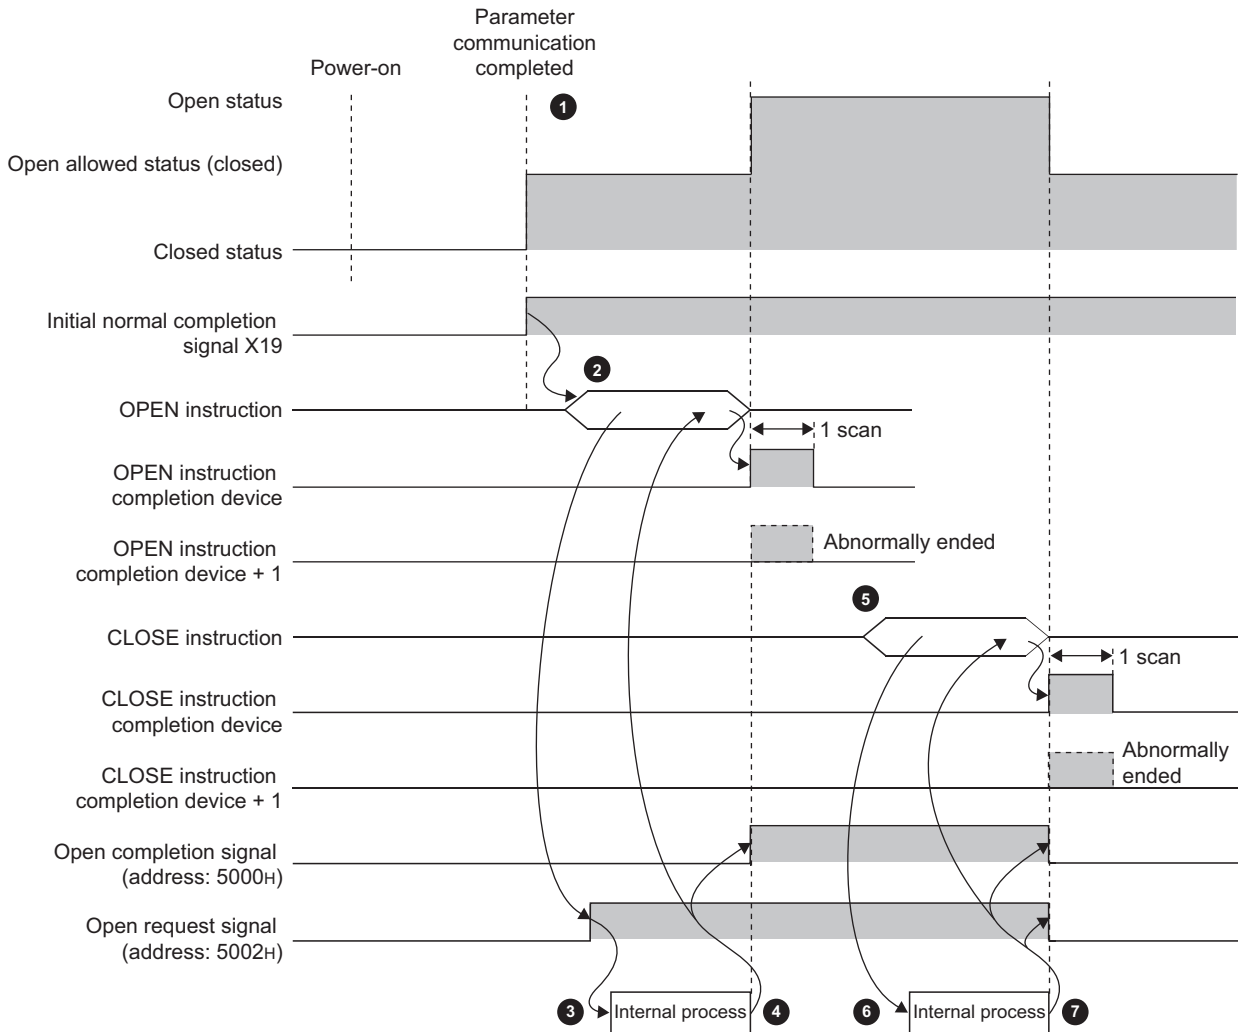 Parameter
communication
completed
Power-on
Open status
1
Open allowed status (closed)
Closed status
Initial normal completion
signal X19
2
OPEN instruction
1 scan
OPEN instruction
completion device
OPEN instruction
completion device + 1
Abnormally ended
5
CLOSE instruction
1 scan
CLOSE instruction
completion device
CLOSE instruction
completion device + 1
Abnormally
ended
Open completion signal
(address: 5000H)
Open request signal
(address: 5002H)
3 Internal process 4 6 Internal process 7